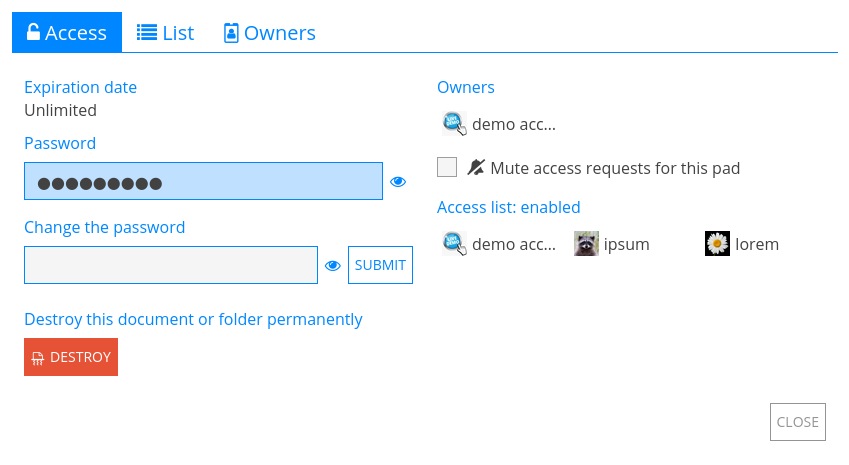 Access
List
Owners
Expiration date
Unlimited
Password
●●●●●●●●●
Change the password
SUBMIT
Destroy this document or folder permanently
DESTROY
Owners
demo acc...
Mute access requests for this pad
Access list: enabled
demo acc...
ipsum
lorem
CLOSE